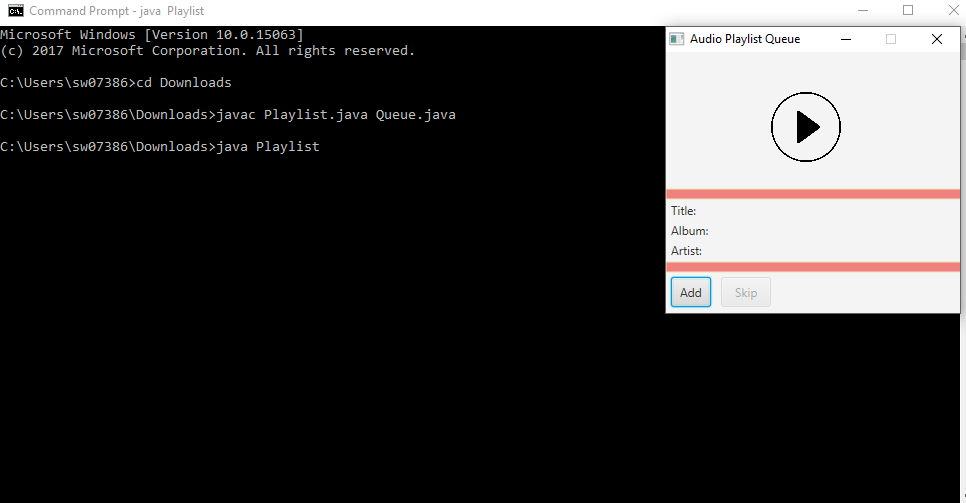 Command Prompt - java  Playlist
Microsoft Windows [Version 10.0.15063]
(c) 2017 Microsoft Corporation. All rights reserved.
C:\Users\sw07386>cd Downloads
C:\Users\sw07386\Downloads>javac Playlist.java Queue.java
C:\Users\sw07386\Downloads>java Playlist
Audio Playlist Queue
Title:
Album:
Artist:
Add Skip